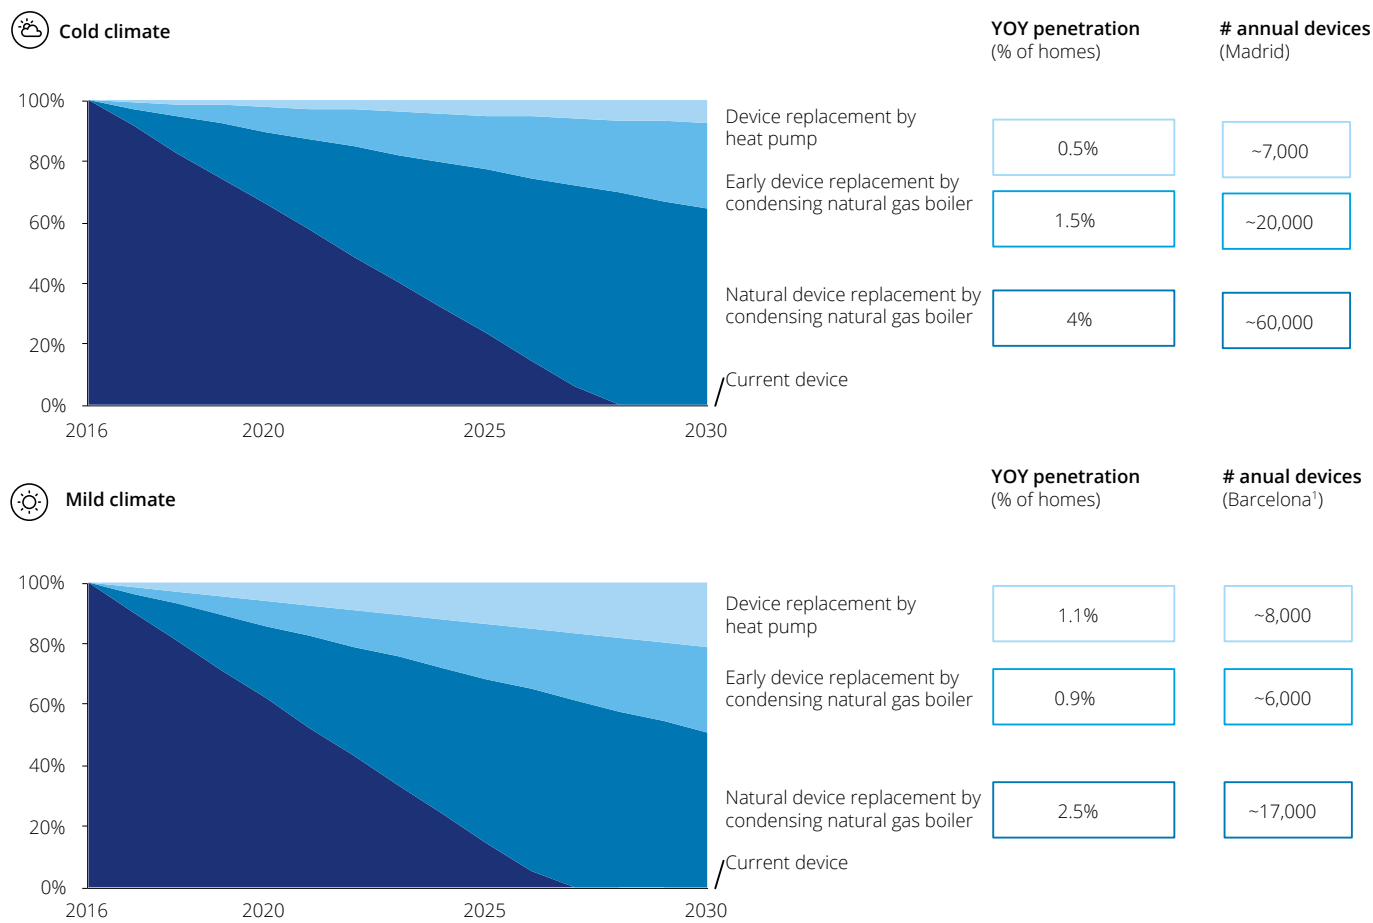 Cold climate
YOY penetration
(% of homes)
# annual devices
(Madrid)
100%
80%
60%
40%
20%
0%
2016
2020
2025
2030
Device replacement by
heat pump
0.5%
~7,000
Early device replacement by
condensing natural gas boiler
1.5%
~20,000
Natural device replacement by
condensing natural gas boiler
4%
~60,000
Current device
Mild climate
YOY penetration
(% of homes)
# anual devices
(Barcelona¹)
100%
80%
60%
40%
20%
0%
2016
2020
2025
2030
Device replacement by
heat pump
1.1%
~8,000
Early device replacement by
condensing natural gas boiler
0.9%
~6,000
Natural device replacement by
condensing natural gas boiler
2.5%
~17,000
Current device